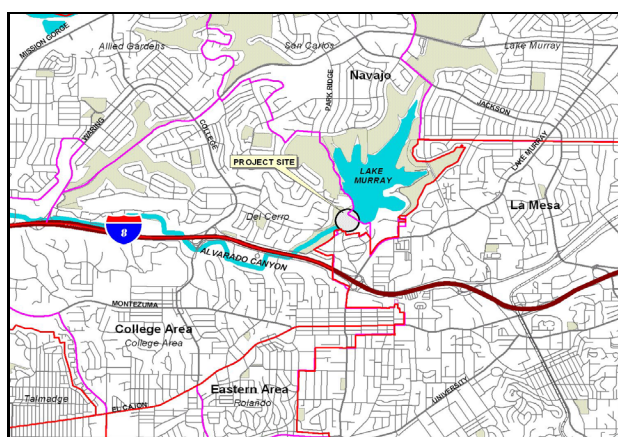 MISSION GORGE
Allied Gardens
San Carlos
Lake Murray
Navajo
PARK RIDGE
JACKSON
WARING
COLLEGE
LAKE MURRAY
PROJECT SITE
LAKE
MURRAY
La Mesa
Del Cerro
8
ALVARADO CANYON
MONTEZUMA
College Area
College Area
Eastern Area
Rolando
UNIVERSITY
Talmadge
EL CAJON